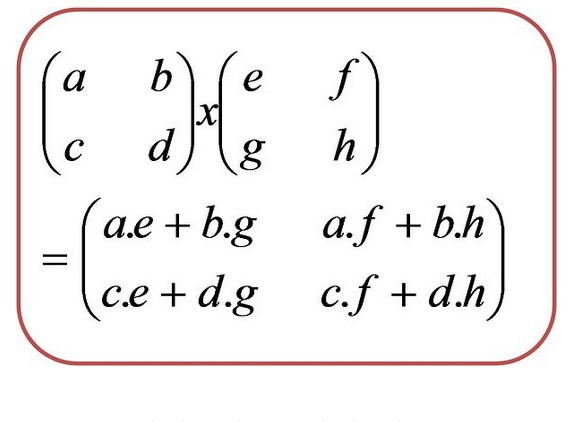 ( a b ) x ( e f )
( c d ) ( g h )
= ( a.e + b.g a.f + b.h )
( c.e + d.g c.f + d.h )